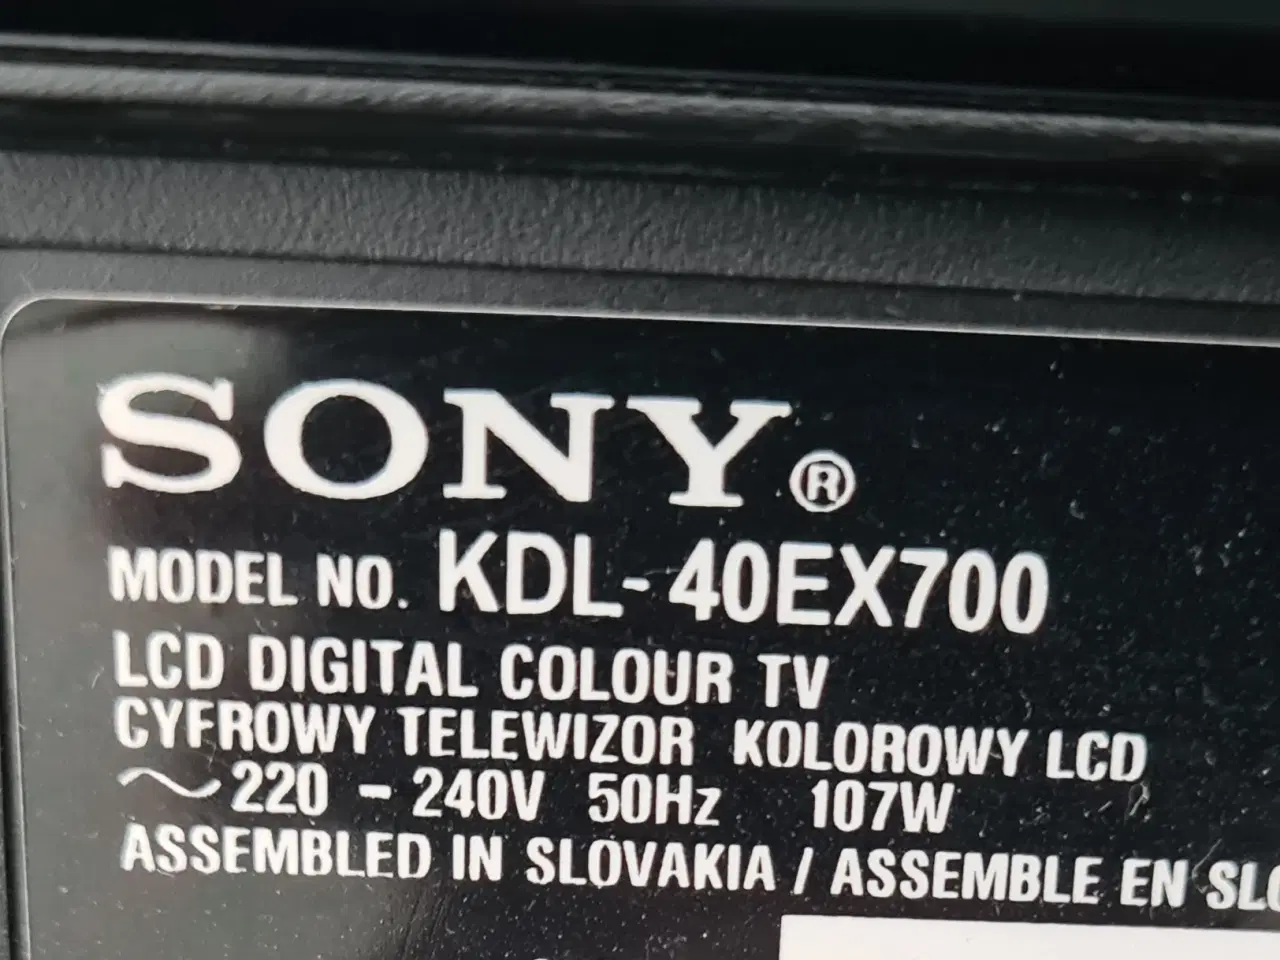 SONY®
MODEL NO. KDL-40EX700
LCD DIGITAL COLOUR TV
CYFROWY TELEWIZOR KOLOROWY LCD
~220 - 240V 50Hz 107W
ASSEMBLED IN SLOVAKIA / ASSEMBLE EN SLO